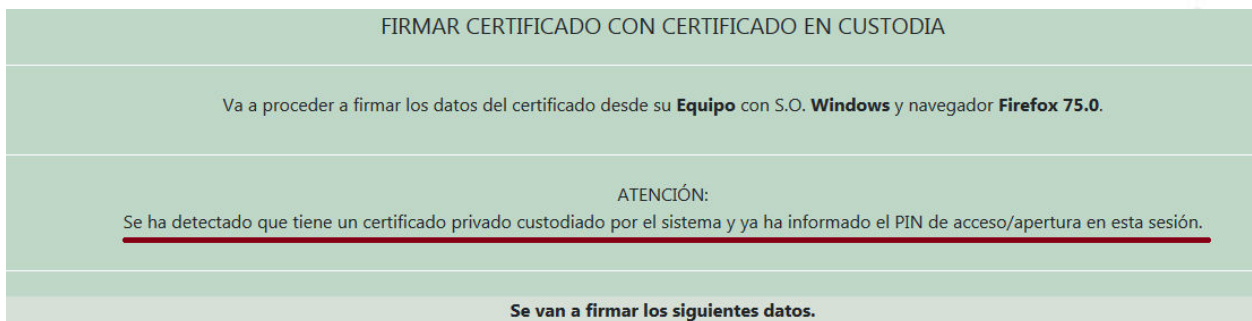 FIRMAR CERTIFICADO CON CERTIFICADO EN CUSTODIA
Va a proceder a firmar los datos del certificado desde su Equipo con S.O. Windows y navegador Firefox 75.0.
ATENCIÓN:
Se ha detectado que tiene un certificado privado custodiado por el sistema y ya ha informado el PIN de acceso/apertura en esta sesión.
Se van a firmar los siguientes datos.